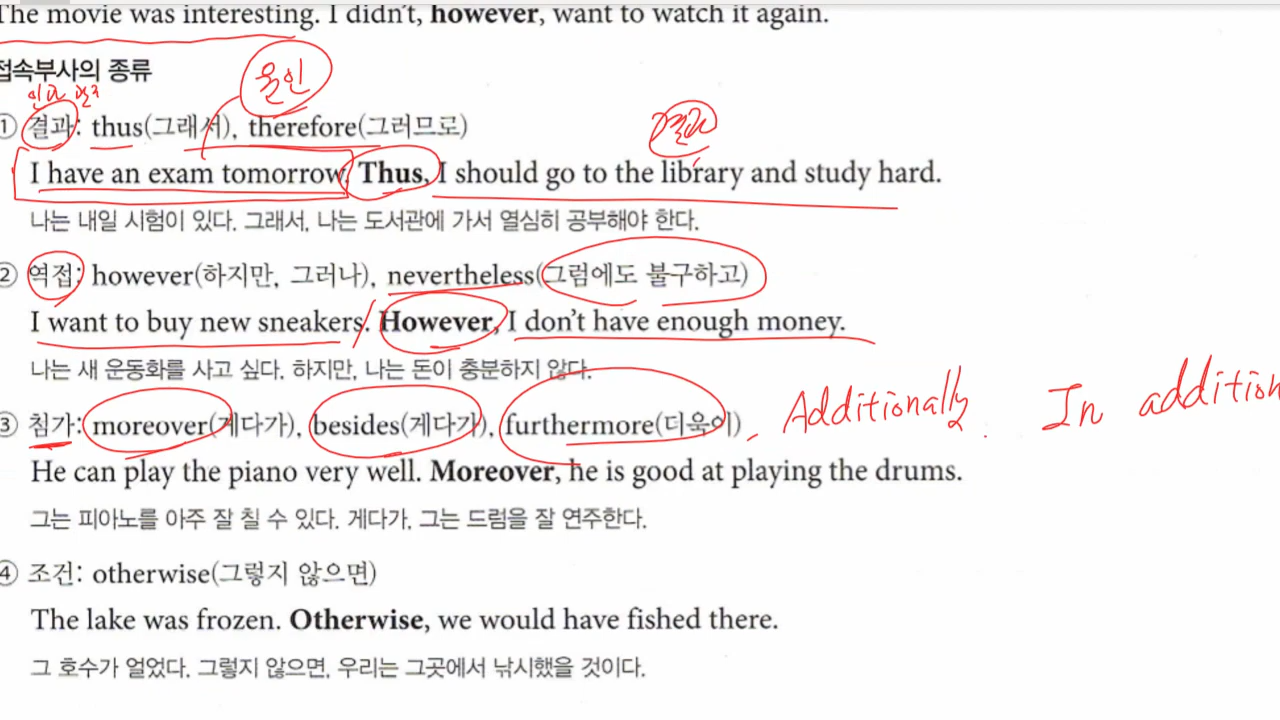 The movie was interesting. I didn't, however, want to watch it again.
접속부사의 종류
인과 관계
원인
① 결과: thus(그래서), therefore(그러므로)
결과
I have an exam tomorrow. Thus, I should go to the library and study hard.
나는 내일 시험이 있다. 그래서, 나는 도서관에 가서 열심히 공부해야 한다.
② 역접: however(하지만, 그러나), nevertheless(그럼에도 불구하고)
I want to buy new sneakers. However, I don't have enough money.
나는 새 운동화를 사고 싶다. 하지만, 나는 돈이 충분하지 않다.
③ 첨가: moreover(게다가), besides(게다가), furthermore(더욱이), Additionally. In addition
He can play the piano very well. Moreover, he is good at playing the drums.
그는 피아노를 아주 잘 칠 수 있다. 게다가, 그는 드럼을 잘 연주한다.
④ 조건: otherwise(그렇지 않으면)
The lake was frozen. Otherwise, we would have fished there.
그 호수가 얼었다. 그렇지 않으면, 우리는 그곳에서 낚시했을 것이다.